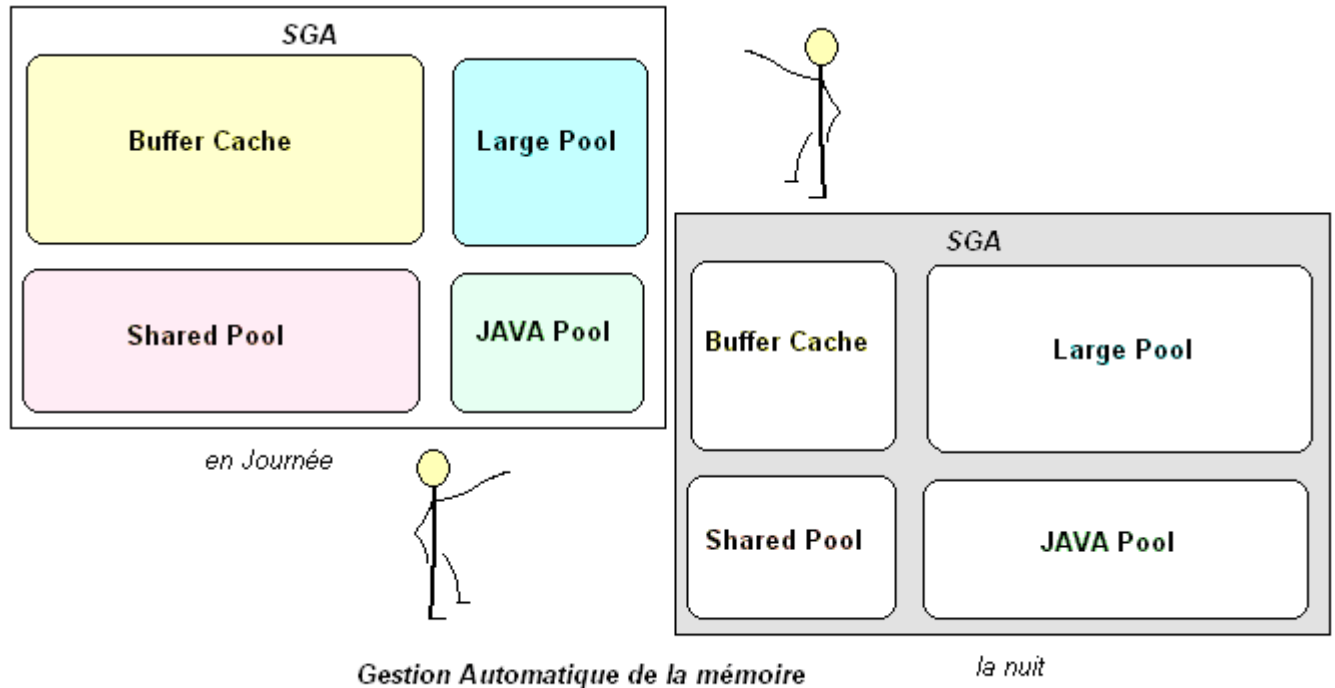 SGA
Buffer Cache
Large Pool
Shared Pool
JAVA Pool
en Journée
SGA
Buffer Cache
Large Pool
Shared Pool
JAVA Pool
la nuit
Gestion Automatique de la mémoire